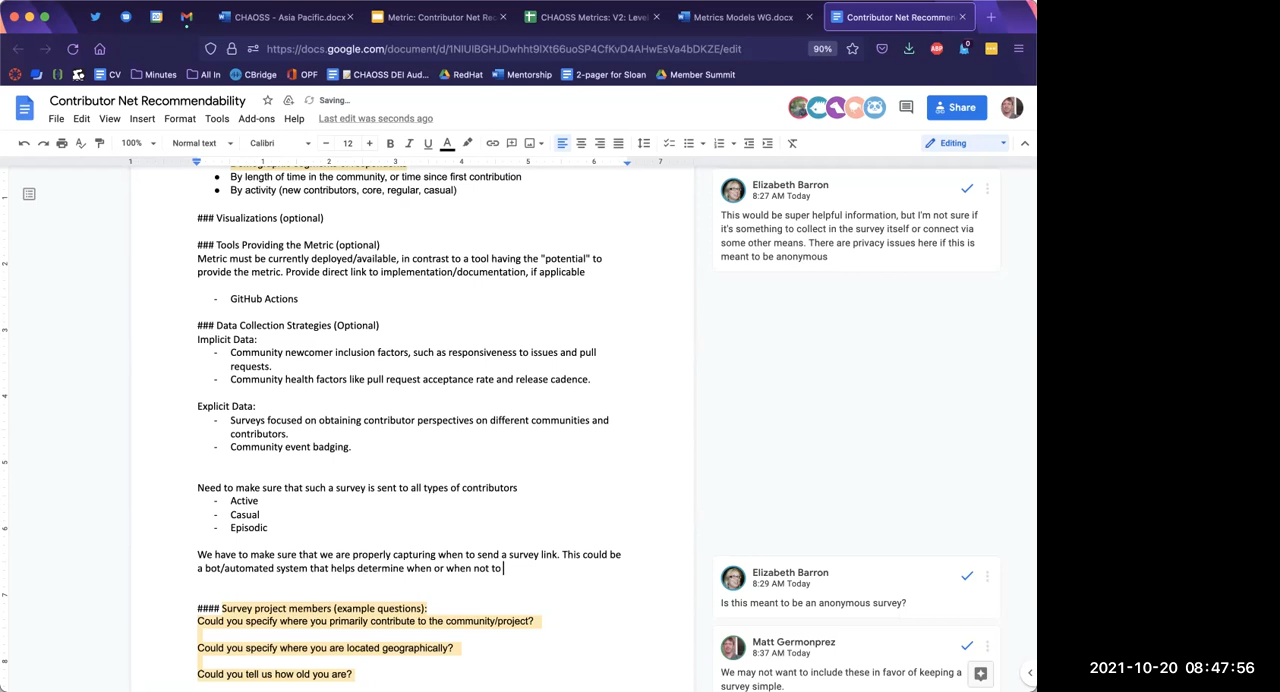 CHAOSS - Asia Pacific.docx
Metric: Contributor Net Rec
CHAOSS Metrics: V2: Level
Metrics Models WG.docx
Contributor Net Recommen
https://docs.google.com/document/d/1NlUlBGHJDwhht9lXt66uoSP4CfKvD4AHwEsVa4bDKZE/edit
90%
CV
Minutes
All In
CBridge
OPF
CHAOSS DEI Aud...
RedHat
Mentorship
2-pager for Sloan
Member Summit
Contributor Net Recommendability
Saving...
File Edit View Insert Format Tools Add-ons Help Last edit was seconds ago
Share
100% Normal text Calibri 12 Editing
● By length of time in the community, or time since first contribution
● By activity (new contributors, core, regular, casual)
### Visualizations (optional)
### Tools Providing the Metric (optional)
Metric must be currently deployed/available, in contrast to a tool having the "potential" to
provide the metric. Provide direct link to implementation/documentation, if applicable
- GitHub Actions
### Data Collection Strategies (Optional)
Implicit Data:
- Community newcomer inclusion factors, such as responsiveness to issues and pull
requests.
- Community health factors like pull request acceptance rate and release cadence.
Explicit Data:
- Surveys focused on obtaining contributor perspectives on different communities and
contributors.
- Community event badging.
Need to make sure that such a survey is sent to all types of contributors
- Active
- Casual
- Episodic
We have to make sure that we are properly capturing when to send a survey link. This could be
a bot/automated system that helps determine when or when not to
#### Survey project members (example questions):
Could you specify where you primarily contribute to the community/project?
Could you specify where you are located geographically?
Could you tell us how old you are?
Elizabeth Barron
8:27 AM Today
This would be super helpful information, but I'm not sure if
it's something to collect in the survey itself or connect via
some other means. There are privacy issues here if this is
meant to be anonymous
Elizabeth Barron
8:29 AM Today
Is this meant to be an anonymous survey?
Matt Germonprez
8:37 AM Today
We may not want to include these in favor of keeping a
survey simple.
2021-10-20 08:47:56